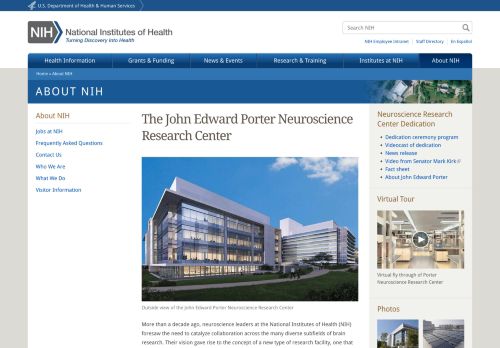 U.S. Department of Health & Human Services
NIH National Institutes of Health
Turning Discovery Into Health
Search NIH
NIH Employee Intranet
Staff Directory
En Español
Health Information
Grants & Funding
News & Events
Research & Training
Institutes at NIH
About NIH
Home » About NIH
ABOUT NIH
About NIH
Jobs at NIH
Frequently Asked Questions
Contact Us
Who We Are
What We Do
Visitor Information
The John Edward Porter Neuroscience
Research Center
Outside view of the John Edward Porter Neuroscience Research Center
More than a decade ago, neuroscience leaders at the National Institutes of Health (NIH)
foresaw the need to catalyze collaboration across the many diverse subfields of brain
research. Their vision gave rise to the concept of a new type of research facility, one that
Neuroscience Research
Center Dedication
Dedication ceremony program
Videocast of dedication
News release
Video from Senator Mark Kirk
Fact sheet
About John Edward Porter
Virtual Tour
Virtual fly through of Porter
Neuroscience Research Center
Photos